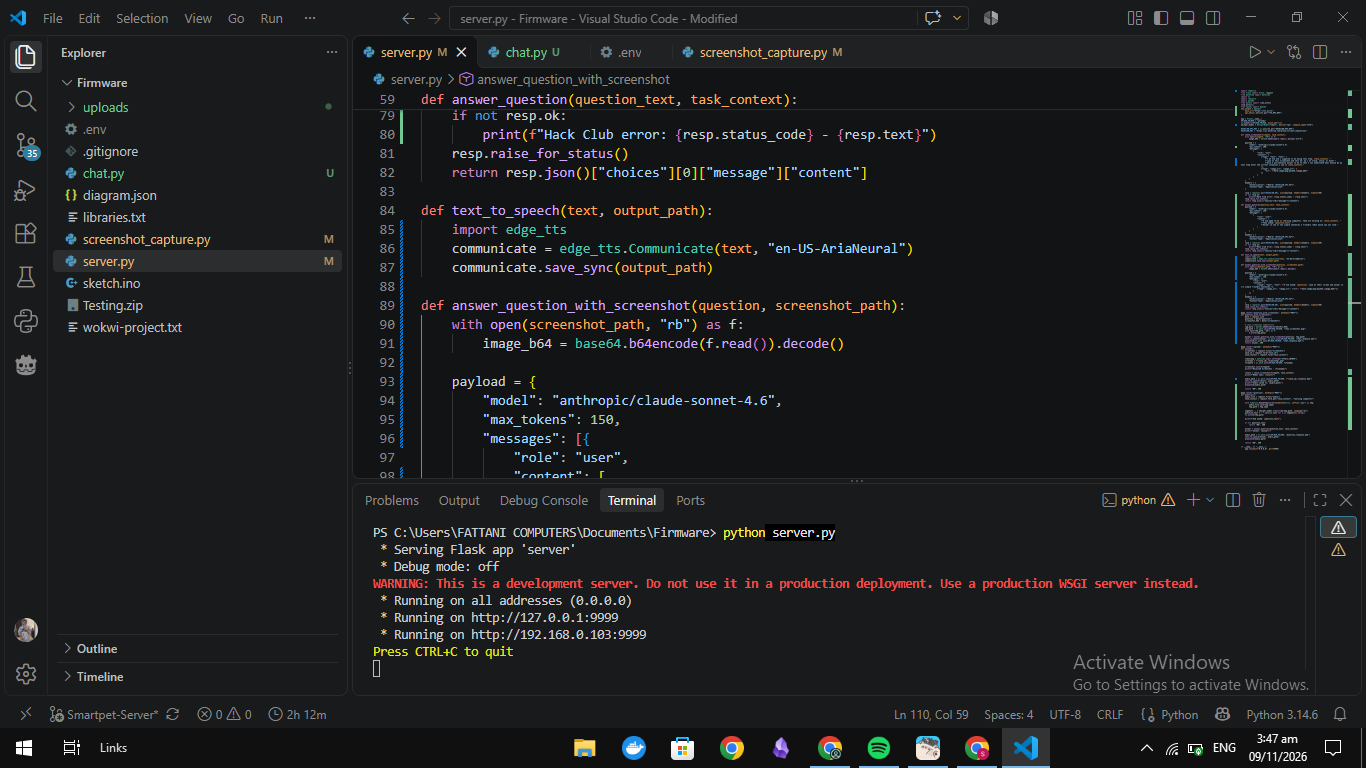 File Edit Selection View Go Run ···
server.py - Firmware - Visual Studio Code - Modified
Explorer ···
Firmware
uploads
.env
.gitignore
chat.py U
diagram.json
libraries.txt
screenshot_capture.py M
server.py M
sketch.ino
Testing.zip
wokwi-project.txt
Outline
Timeline
35
server.py M chat.py U .env screenshot_capture.py M
server.py > answer_question_with_screenshot
59 def answer_question(question_text, task_context):
79 if not resp.ok:
80 print(f"Hack Club error: {resp.status_code} - {resp.text}")
81 resp.raise_for_status()
82 return resp.json()["choices"][0]["message"]["content"]
83
84 def text_to_speech(text, output_path):
85 import edge_tts
86 communicate = edge_tts.Communicate(text, "en-US-AriaNeural")
87 communicate.save_sync(output_path)
88
89 def answer_question_with_screenshot(question, screenshot_path):
90 with open(screenshot_path, "rb") as f:
91 image_b64 = base64.b64encode(f.read()).decode()
92
93 payload = {
94 "model": "anthropic/claude-sonnet-4.6",
95 "max_tokens": 150,
96 "messages": [{
97 "role": "user",
98 "content": [
Problems Output Debug Console Terminal Ports
python
PS C:\Users\FATTANI COMPUTERS\Documents\Firmware> python server.py
* Serving Flask app 'server'
* Debug mode: off
WARNING: This is a development server. Do not use it in a production deployment. Use a production WSGI server instead.
* Running on all addresses (0.0.0.0)
* Running on http://127.0.0.1:9999
* Running on http://192.168.0.103:9999
Press CTRL+C to quit
Activate Windows
Go to Settings to activate Windows.
Smartpet-Server* 0 0 2h 12m
Ln 110, Col 59 Spaces: 4 UTF-8 CRLF {} Python Python 3.14.6
Links
ENG
3:47 am
09/11/2026